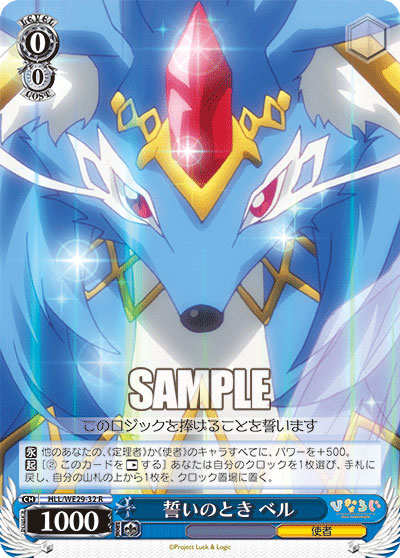 LEVEL
0
0
COST
SAMPLE
このロジックを捧げることを誓います
永 他のあなたの、《定理者》か《使者》のキャラすべてに、パワーを+500。
起 [② このカードを する] あなたは自分のクロックを1枚選び、手札に
戻し、自分の山札の上から1枚を、クロック置場に置く。
CH HLL/WE29-32 R
1000
誓いのとき ベル
ひなろじ
使者
©Project Luck & Logic